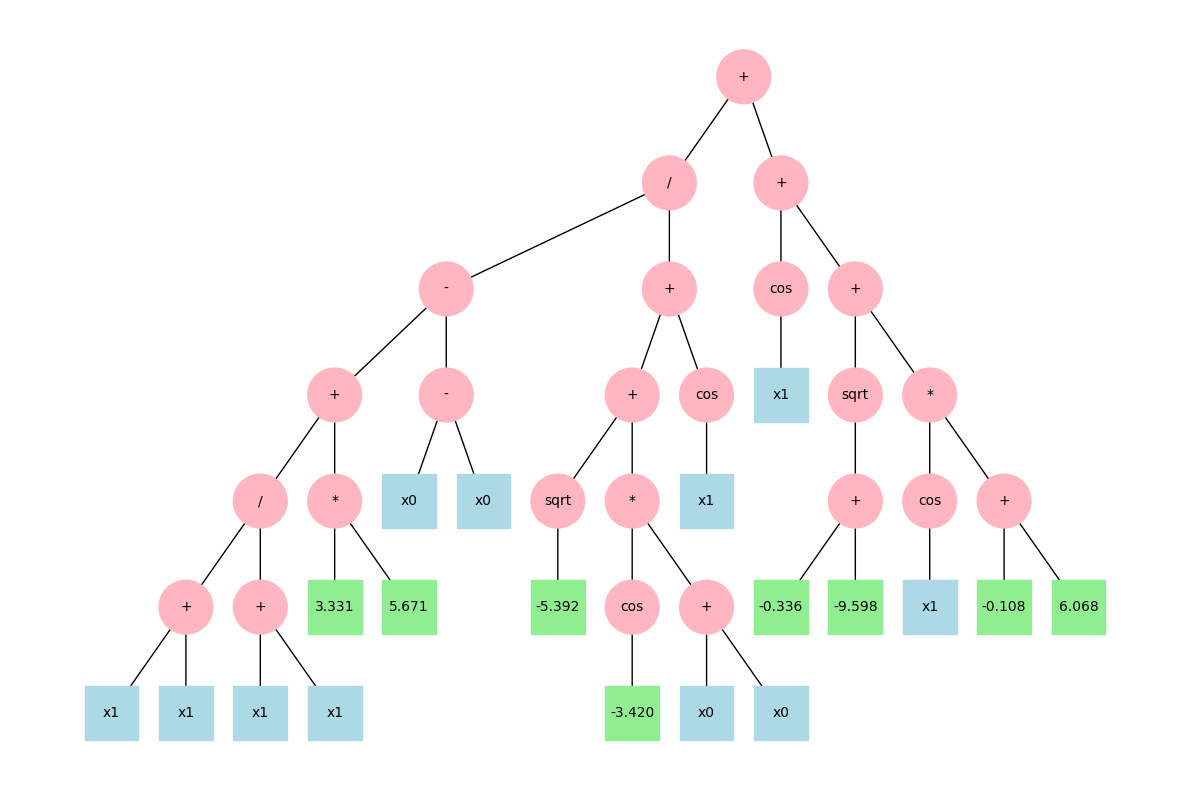 +
/ +
- + cos +
+ - + cos x1 sqrt *
/ * x0 x0 sqrt * x1 + cos +
+ + 3.331 5.671 -5.392 cos + -0.336 -9.598 x1 -0.108 6.068
x1 x1 x1 x1 -3.420 x0 x0